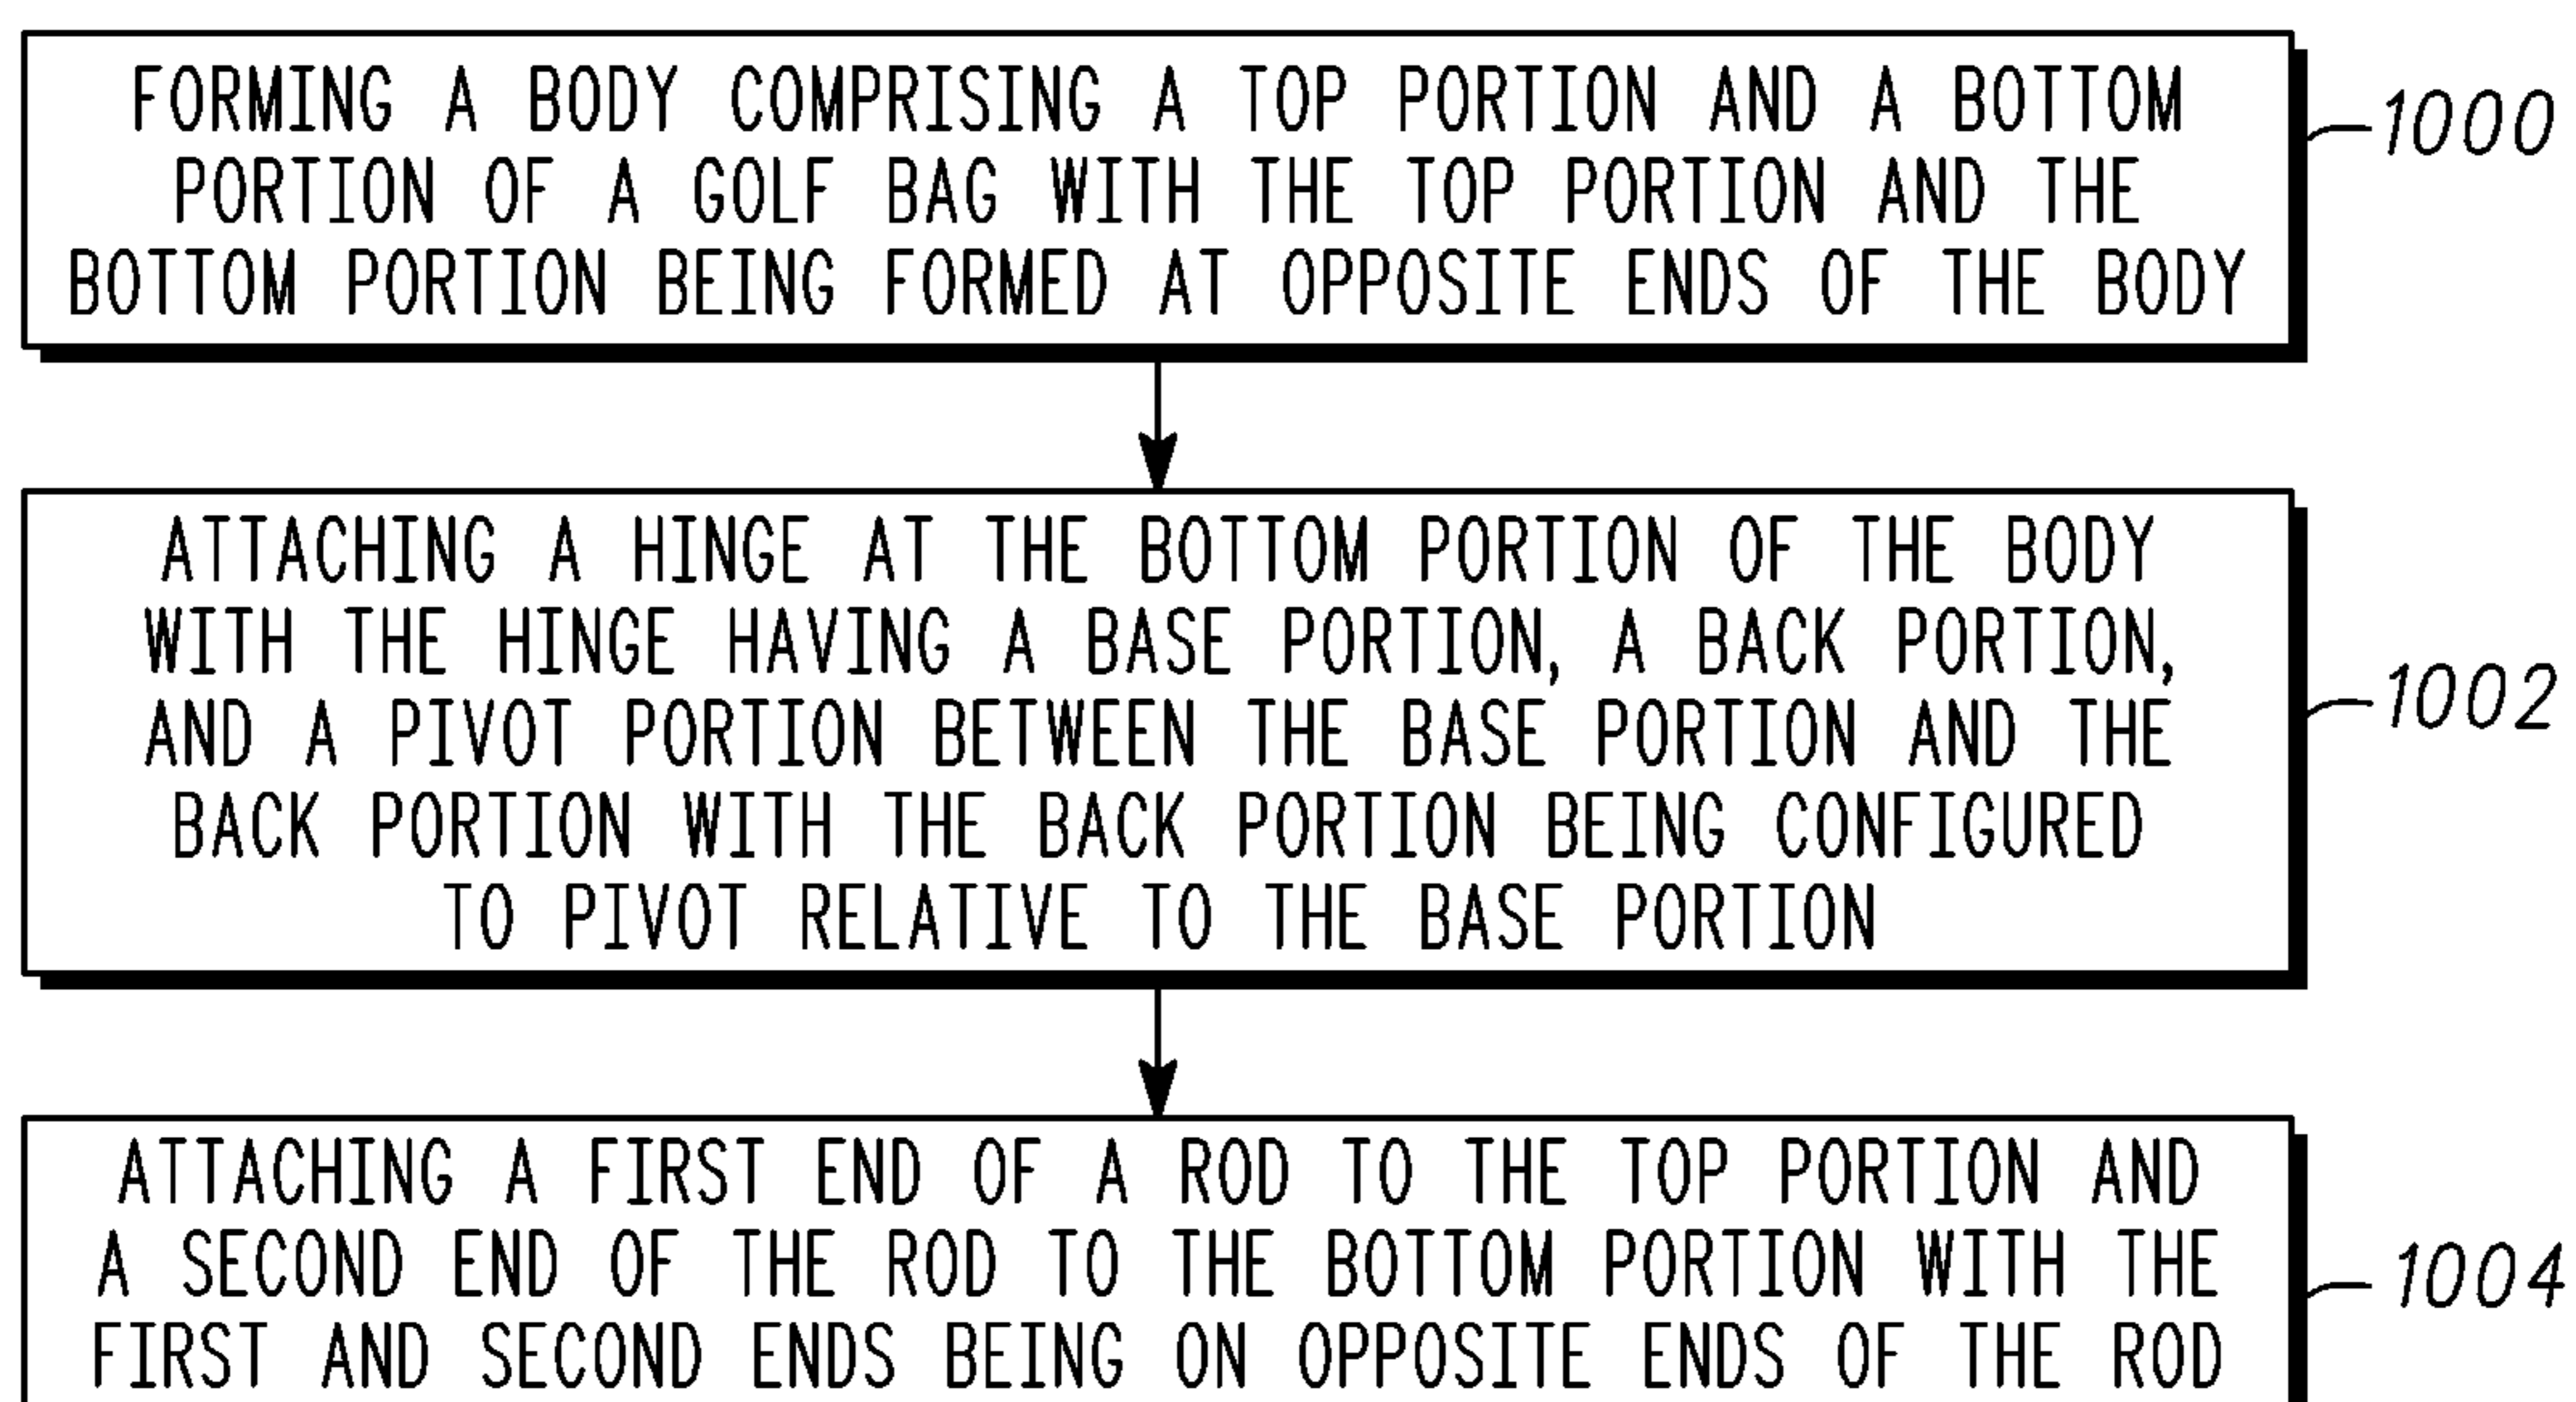 FORMING A BODY COMPRISING A TOP PORTION AND A BOTTOM
PORTION OF A GOLF BAG WITH THE TOP PORTION AND THE
BOTTOM PORTION BEING FORMED AT OPPOSITE ENDS OF THE BODY
1000
ATTACHING A HINGE AT THE BOTTOM PORTION OF THE BODY
WITH THE HINGE HAVING A BASE PORTION, A BACK PORTION,
AND A PIVOT PORTION BETWEEN THE BASE PORTION AND THE
BACK PORTION WITH THE BACK PORTION BEING CONFIGURED
TO PIVOT RELATIVE TO THE BASE PORTION
1002
ATTACHING A FIRST END OF A ROD TO THE TOP PORTION AND
A SECOND END OF THE ROD TO THE BOTTOM PORTION WITH THE
FIRST AND SECOND ENDS BEING ON OPPOSITE ENDS OF THE ROD
1004